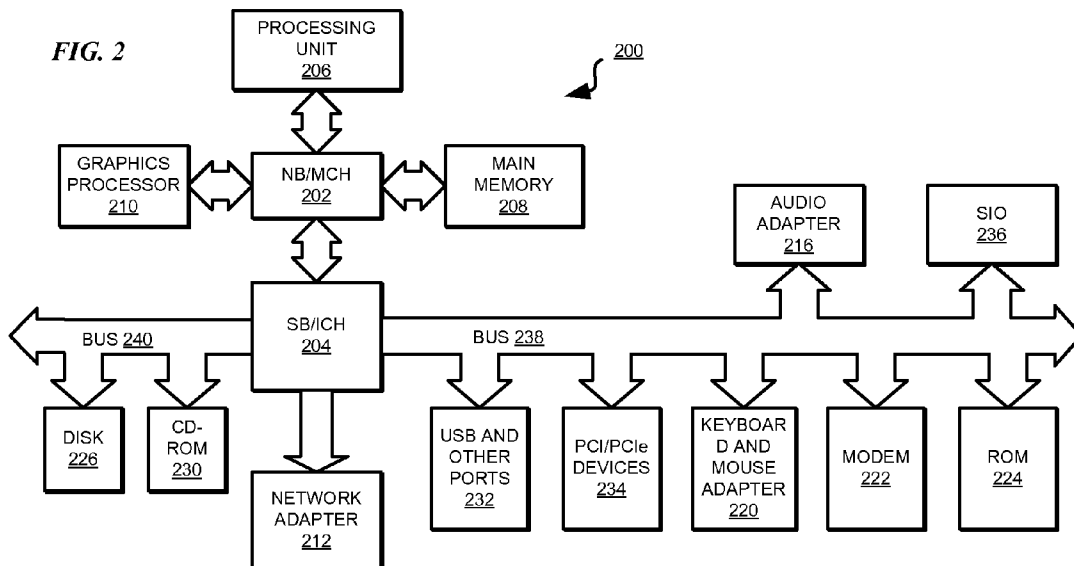 FIG. 2
PROCESSING
UNIT
206
200
GRAPHICS
PROCESSOR
210
NB/MCH
202
MAIN
MEMORY
208
AUDIO
ADAPTER
216
SIO
236
SB/ICH
204
BUS 240
BUS 238
DISK
226
CD-
ROM
230
USB AND
OTHER
PORTS
232
PCI/PCIe
DEVICES
234
KEYBOAR
D AND
MOUSE
ADAPTER
220
MODEM
222
ROM
224
NETWORK
ADAPTER
212